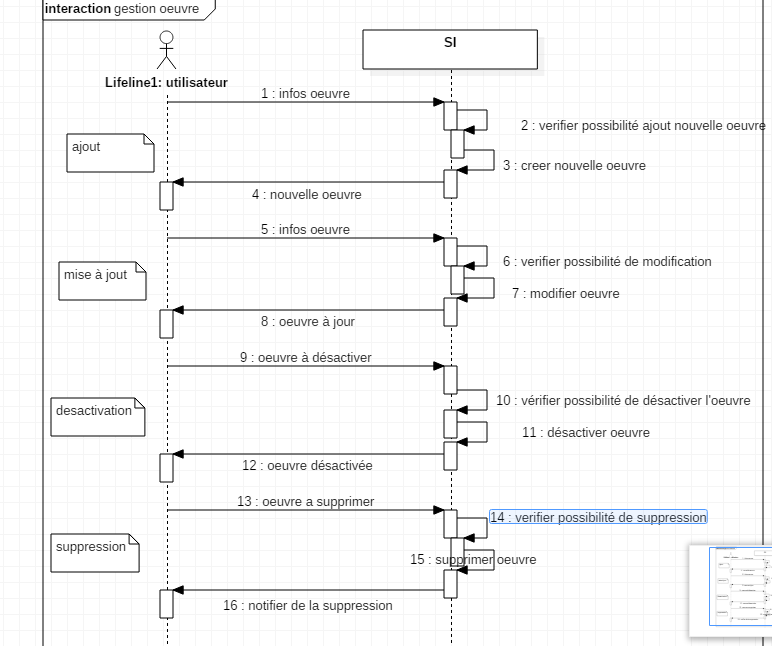 interaction gestion oeuvre
SI
Lifeline1: utilisateur
1 : infos oeuvre
2 : verifier possibilité ajout nouvelle oeuvre
ajout
3 : creer nouvelle oeuvre
4 : nouvelle oeuvre
5 : infos oeuvre
6 : verifier possibilité de modification
mise à jout
7 : modifier oeuvre
8 : oeuvre à jour
9 : oeuvre à désactiver
10 : vérifier possibilité de désactiver l'oeuvre
desactivation
11 : désactiver oeuvre
12 : oeuvre désactivée
13 : oeuvre a supprimer
14 : verifier possibilité de suppression
suppression
15 : supprimer oeuvre
16 : notifier de la suppression